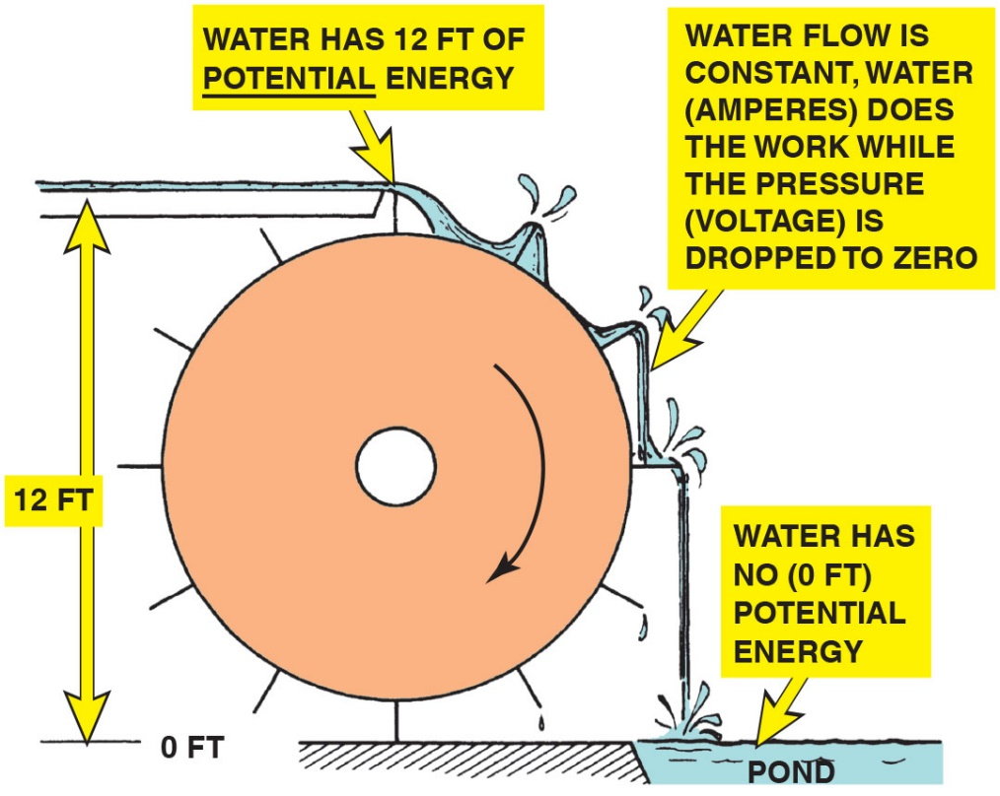 WATER HAS 12 FT OF
POTENTIAL ENERGY
WATER FLOW IS
CONSTANT, WATER
(AMPERES) DOES
THE WORK WHILE
THE PRESSURE
(VOLTAGE) IS
DROPPED TO ZERO
12 FT
WATER HAS
NO (0 FT)
POTENTIAL
ENERGY
0 FT
POND